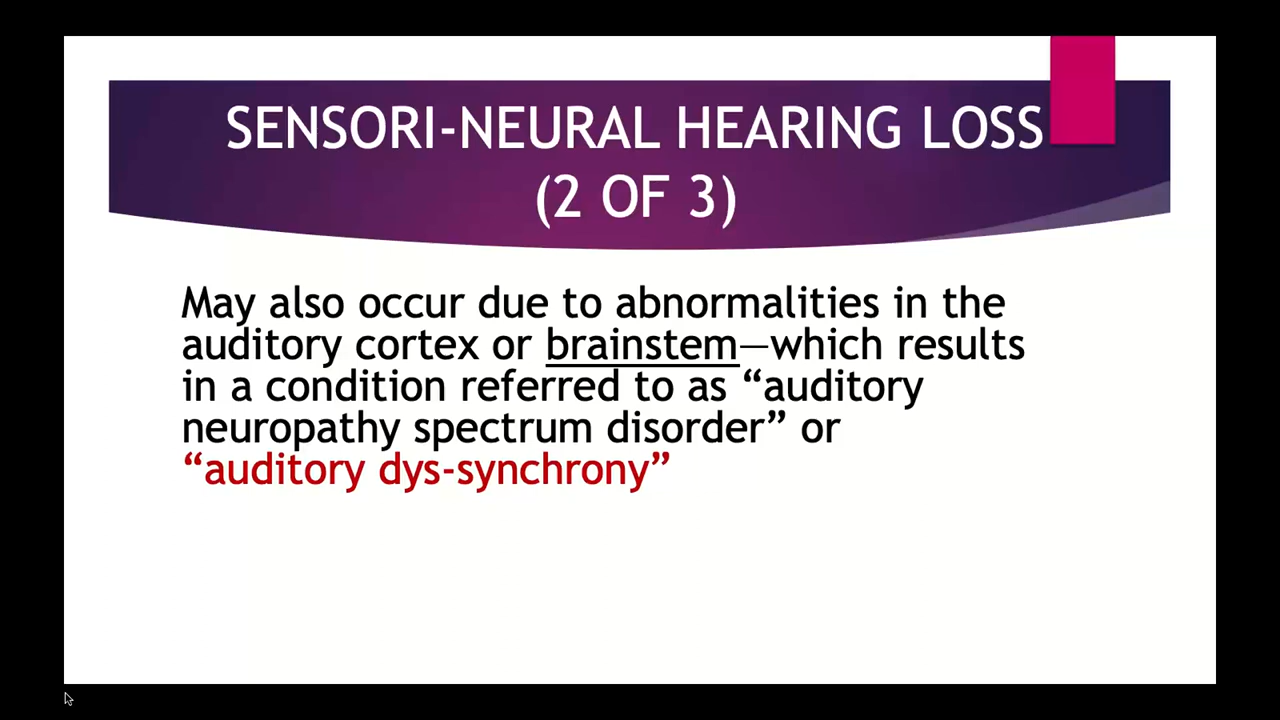 SENSORI-NEURAL HEARING LOSS
(2 OF 3)
May also occur due to abnormalities in the
auditory cortex or brainstem—which results
in a condition referred to as “auditory
neuropathy spectrum disorder” or
“auditory dys-synchrony”